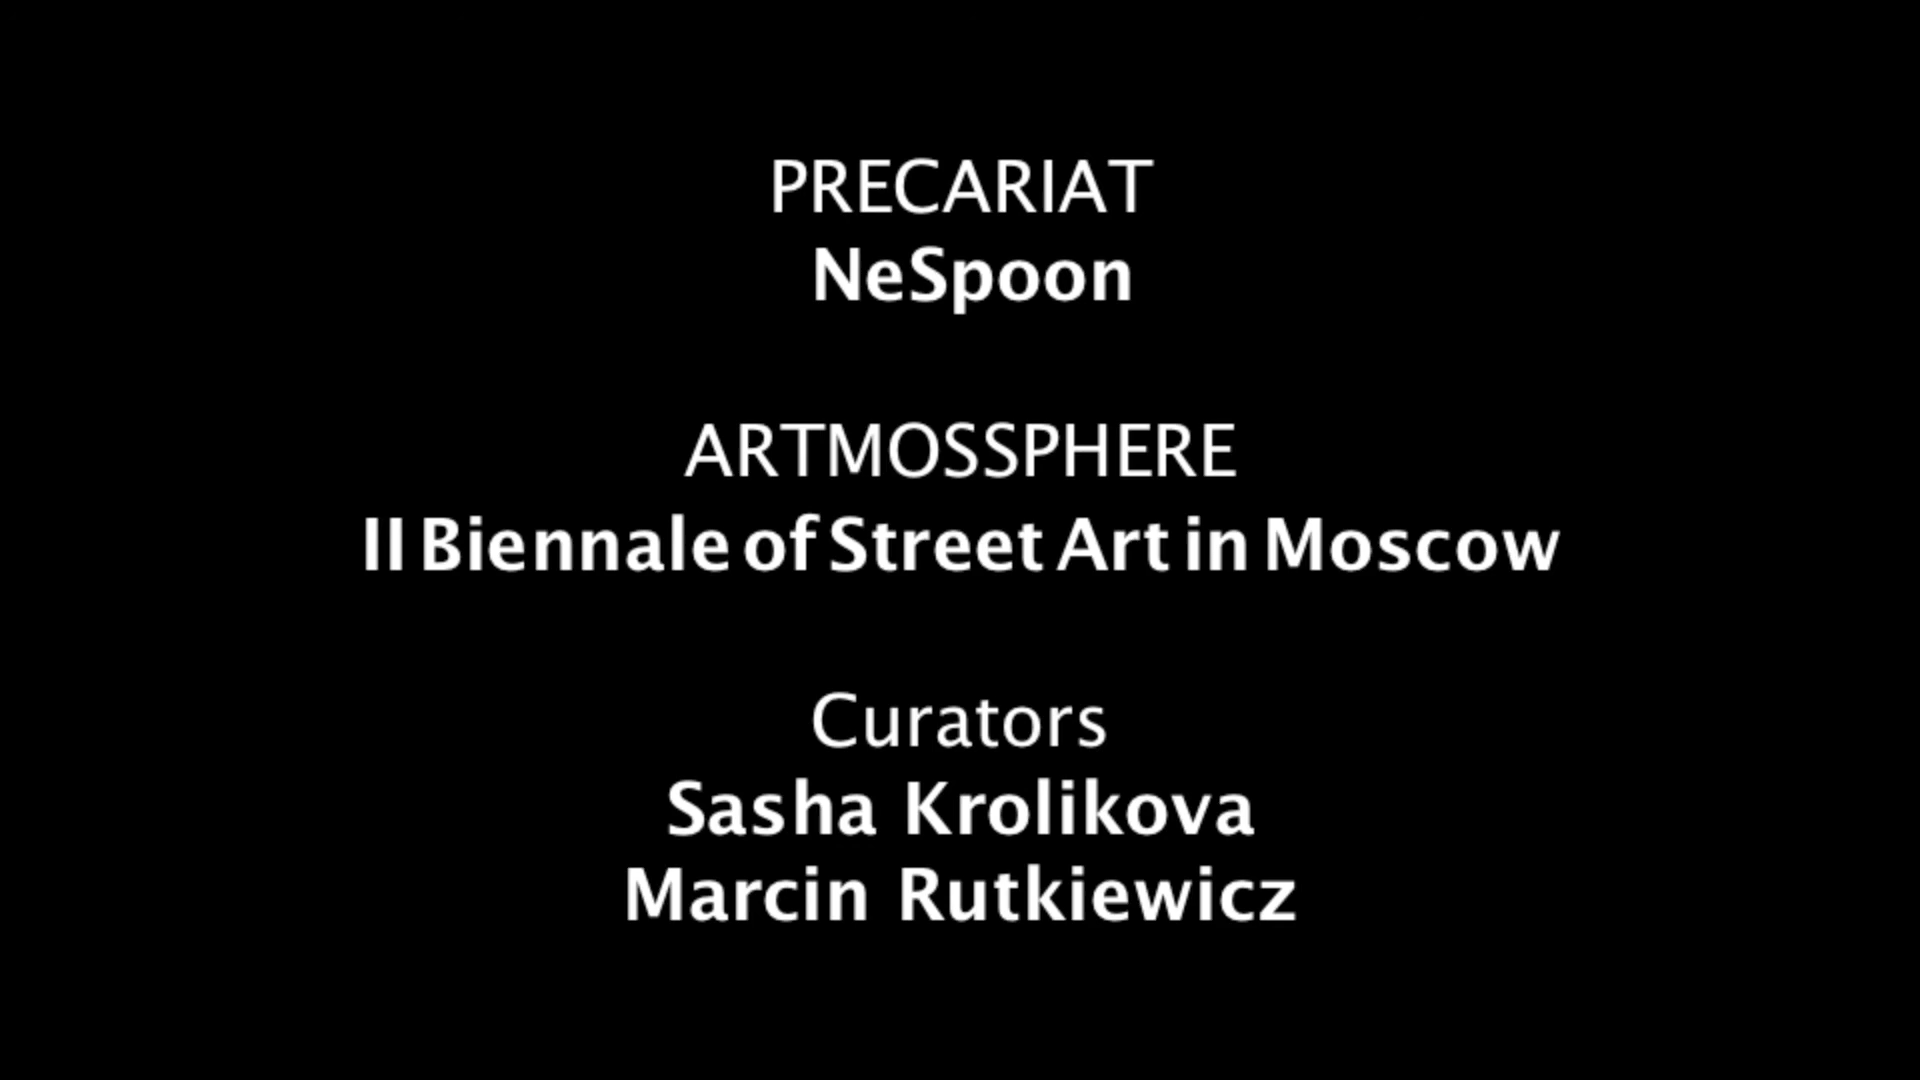 PRECARIAT
NeSpoon
ARTMOSSPHERE
II Biennale of Street Art in Moscow
Curators
Sasha Krolikova
Marcin Rutkiewicz